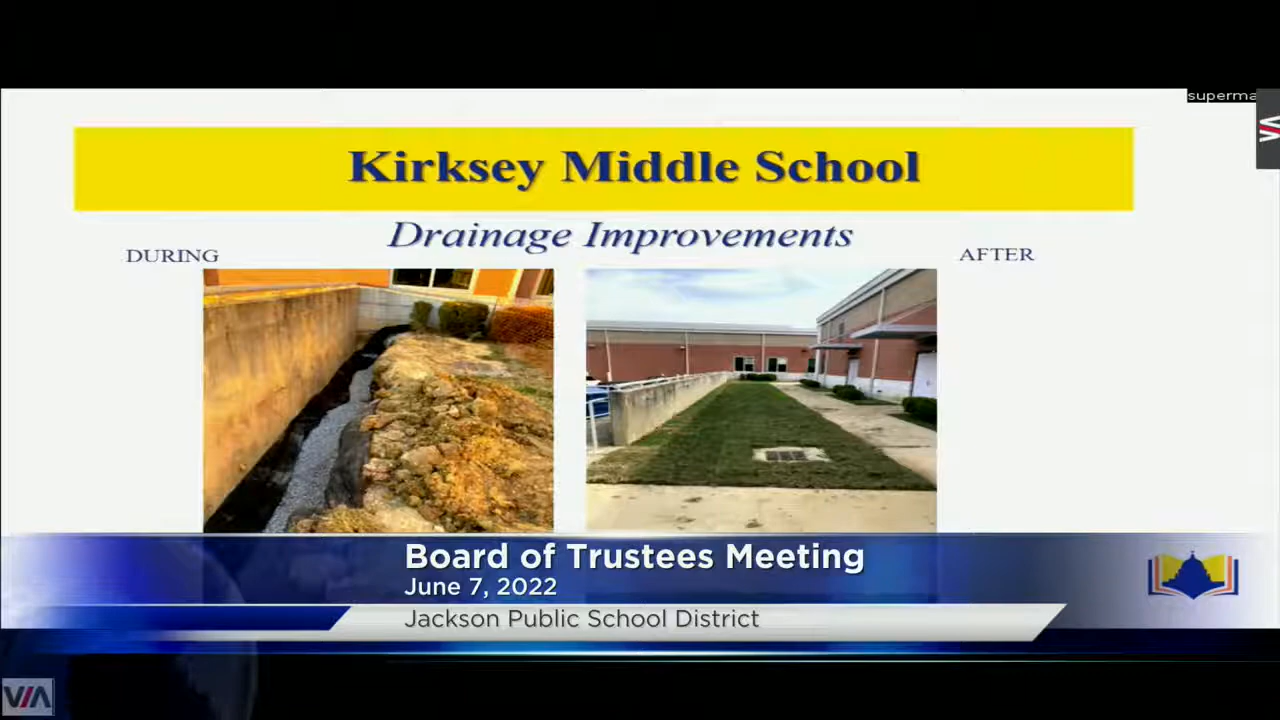 superma
Kirksey Middle School
Drainage Improvements
DURING
AFTER
Board of Trustees Meeting
June 7, 2022
Jackson Public School District
VIA